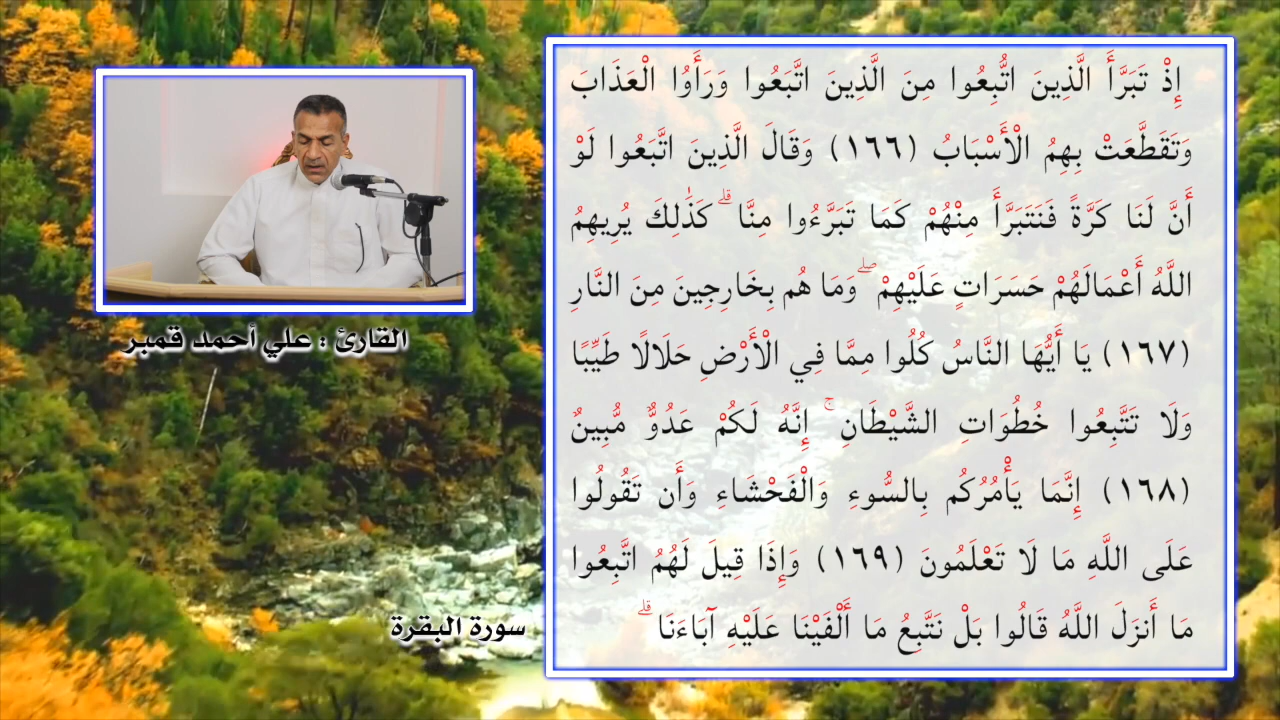 إِذْ تَبَرَّأَ الَّذِينَ اتُّبِعُوا مِنَ الَّذِينَ اتَّبَعُوا وَرَأَوُا الْعَذَابَ
وَتَقَطَّعَتْ بِهِمُ الْأَسْبَابُ (١٦٦) وَقَالَ الَّذِينَ اتَّبَعُوا لَوْ
أَنَّ لَنَا كَرَّةً فَنَتَبَرَّأَ مِنْهُمْ كَمَا تَبَرَّءُوا مِنَّا ۗ كَذَٰلِكَ يُرِيهِمُ
اللَّهُ أَعْمَالَهُمْ حَسَرَاتٍ عَلَيْهِمْ ۖ وَمَا هُم بِخَارِجِينَ مِنَ النَّارِ
(١٦٧) يَا أَيُّهَا النَّاسُ كُلُوا مِمَّا فِي الْأَرْضِ حَلَالًا طَيِّبًا
وَلَا تَتَّبِعُوا خُطُوَاتِ الشَّيْطَانِ ۚ إِنَّهُ لَكُمْ عَدُوٌّ مُّبِينٌ
(١٦٨) إِنَّمَا يَأْمُرُكُم بِالسُّوءِ وَالْفَحْشَاءِ وَأَن تَقُولُوا
عَلَى اللَّهِ مَا لَا تَعْلَمُونَ (١٦٩) وَإِذَا قِيلَ لَهُمُ اتَّبِعُوا
مَا أَنزَلَ اللَّهُ قَالُوا بَلْ نَتَّبِعُ مَا أَلْفَيْنَا عَلَيْهِ آبَاءَنَا ۗ
القارئ : علي أحمد قمبر
سورة البقرة